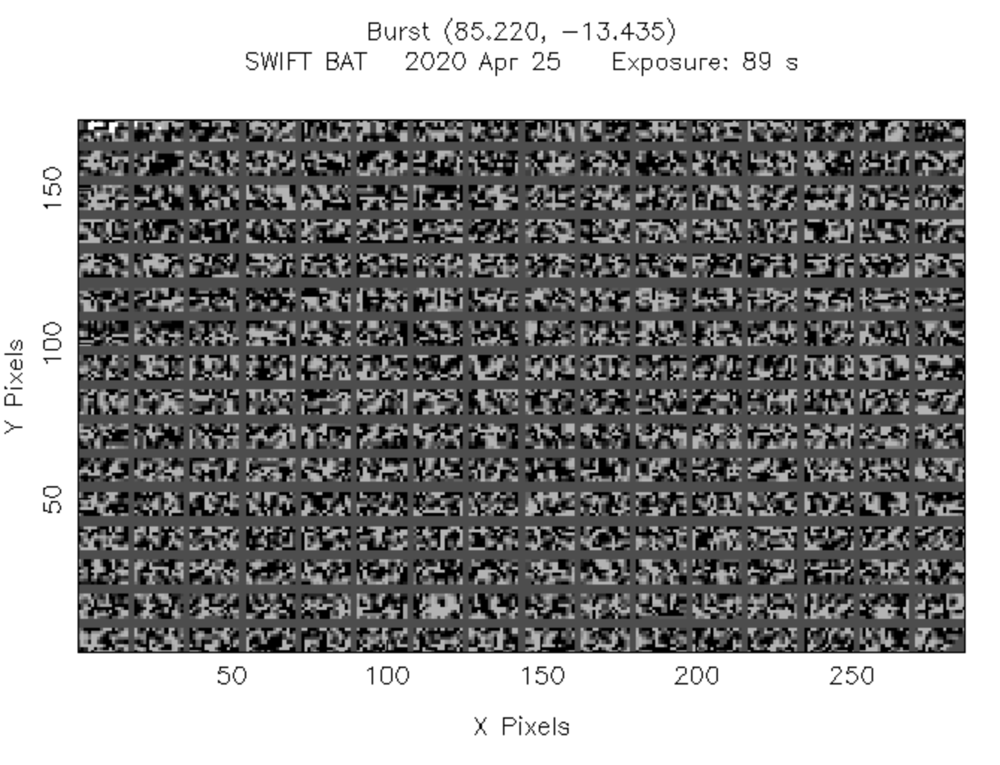 Burst (85.220, −13.435)
SWIFT BAT 2020 Apr 25 Exposure: 89 s
150
100
50
Y Pixels
50 100 150 200 250
X Pixels